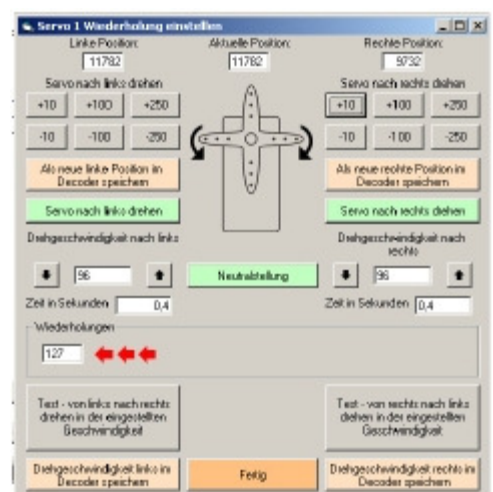 Servo 1 Wiederholung einstellen
Linke Position:
11782
Aktuelle Position:
11782
Rechte Position:
9732
Servo nach links drehen
+10 +100 +250
-10 -100 -250
Servo nach rechts drehen
+10 +100 +250
-10 -100 -250
Als neue linke Position im
Decoder speichern
Als neue rechte Position im
Decoder speichern
Servo nach links drehen
Servo nach rechts drehen
Drehgeschwindigkeit nach links
96
Neutralstellung
Drehgeschwindigkeit nach
rechts
96
Zeit in Sekunden 0,4
Zeit in Sekunden 0,4
Wiederholungen
127
Test - von links nach rechts
drehen in der eingestellten
Geschwindigkeit
Test - von rechts nach links
drehen in der eingestellten
Geschwindigkeit
Drehgeschwindigkeit links im
Decoder speichern
Fertig
Drehgeschwindigkeit rechts im
Decoder speichern